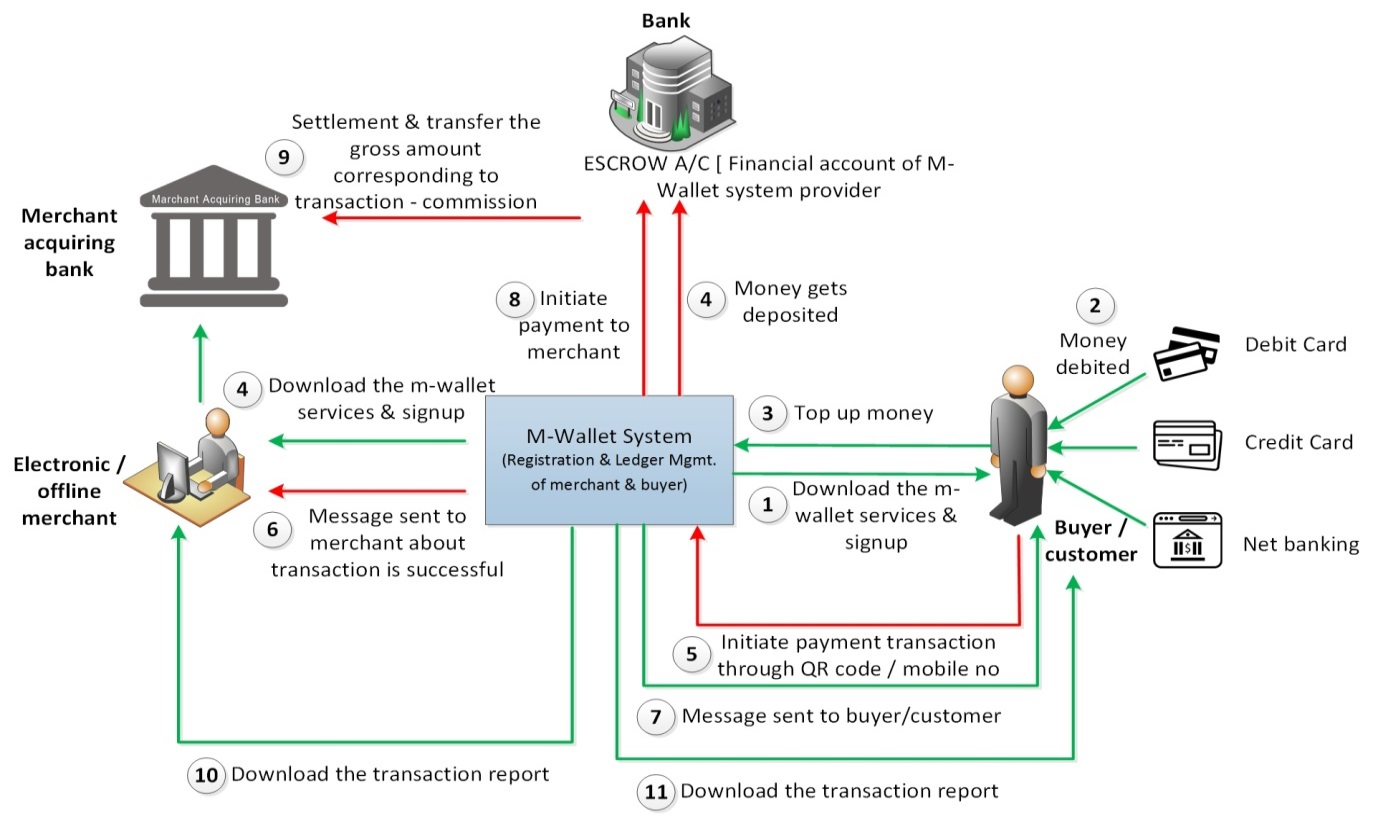 Bank
ESCROW A/C [ Financial account of M-
Wallet system provider
9
Settlement & transfer the
gross amount
corresponding to
transaction - commission
Marchant Acquiring Bank
Merchant
acquiring
bank
8 Initiate
payment to
merchant
4 Money gets
deposited
2
Money
debited
Debit Card
Credit Card
Net banking
4 Download the m-wallet
services & signup
3 Top up money
M-Wallet System
(Registration & Ledger Mgmt.
of merchant & buyer)
Electronic /
offline
merchant
1 Download the m-
wallet services &
signup
6 Message sent to
merchant about
transaction is successful
Buyer /
customer
$
5 Initiate payment transaction
through QR code / mobile no
7 Message sent to buyer/customer
10 Download the transaction report
11 Download the transaction report